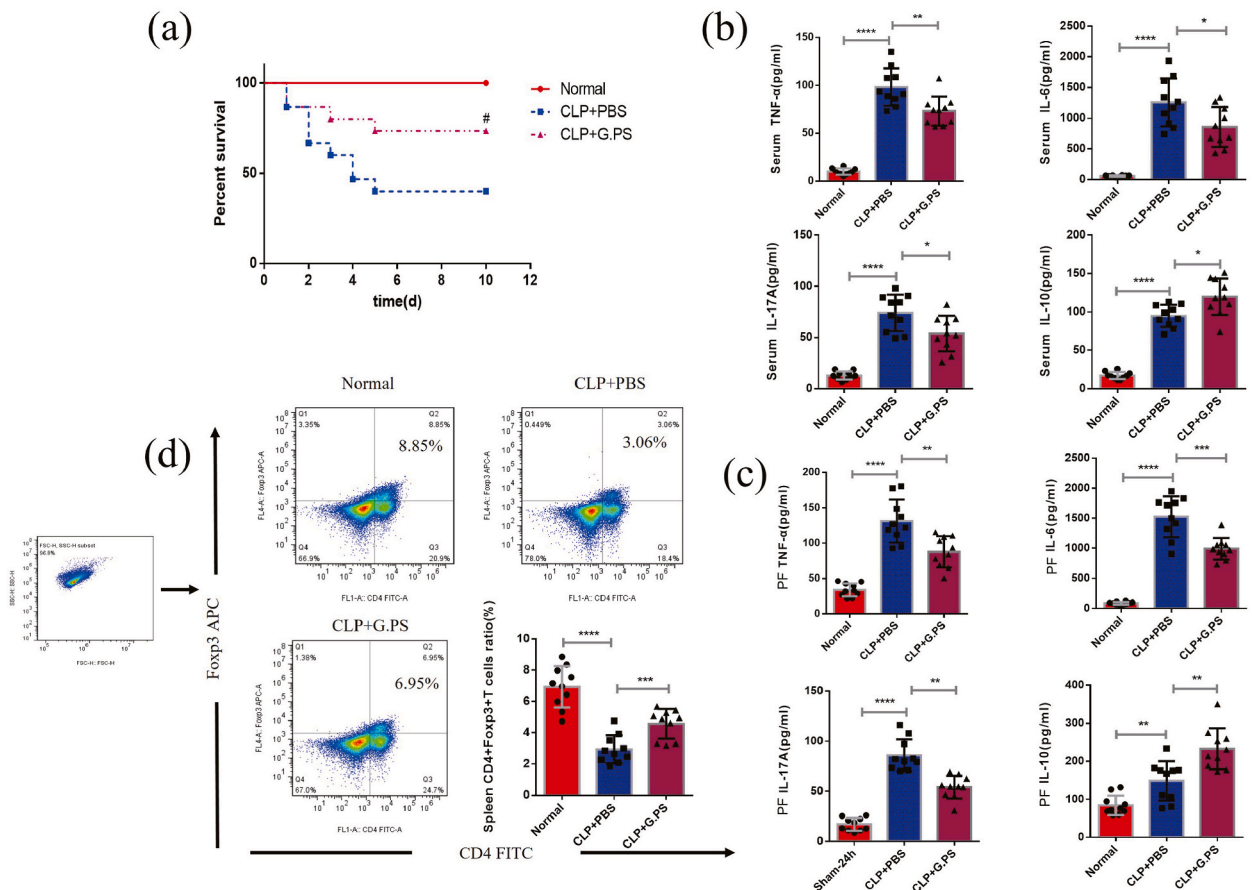 (a)
Percent survival
100
50
0
0 2 4 6 8 10 12
time(d)
#
Normal
CLP+PBS
CLP+G.PS
(b)
Serum TNF-α(pg/ml)
150
100
50
0
****
**
Normal
CLP+PBS
CLP+G.PS
Serum IL-6(pg/ml)
2500
2000
1500
1000
500
0
****
*
Normal
CLP+PBS
CLP+G.PS
Serum IL-17A(pg/ml)
150
100
50
0
****
*
Normal
CLP+PBS
CLP+G.PS
Serum IL-10(pg/ml)
200
150
100
50
0
****
*
Normal
CLP+PBS
CLP+G.PS
(c)
PF TNF-α(pg/ml)
200
150
100
50
0
****
**
Normal
CLP+PBS
CLP+G.PS
PF IL-6(pg/ml)
2500
2000
1500
1000
500
0
****
***
Normal
CLP+PBS
CLP+G.PS
PF IL-17A(pg/ml)
150
100
50
0
****
**
Sham-24h
CLP+PBS
CLP+G.PS
PF IL-10(pg/ml)
400
300
200
100
0
**
**
Normal
CLP+PBS
CLP+G.PS
(d)
FSC-H, SSC-H subset
SSC-H:: SSC-H
FSC-H:: FSC-H
Foxp3 APC
Normal
Q1
3.35%
Q2
8.85%
8.85%
Q4
66.9%
Q3
20.9%
FL4-A:: Foxp3 APC-A
FL1-A:: CD4 FITC-A
CLP+PBS
Q1
0.449%
Q2
3.06%
3.06%
Q4
78.0%
Q3
18.4%
FL4-A:: Foxp3 APC-A
FL1-A:: CD4 FITC-A
CLP+G.PS
Q1
1.38%
Q2
6.95%
6.95%
Q4
67.0%
Q3
24.7%
FL4-A:: Foxp3 APC-A
FL1-A:: CD4 FITC-A
Spleen CD4+Foxp3+T cells ratio(%)
10
8
6
4
2
0
****
***
Normal
CLP+PBS
CLP+G.PS
CD4 FITC